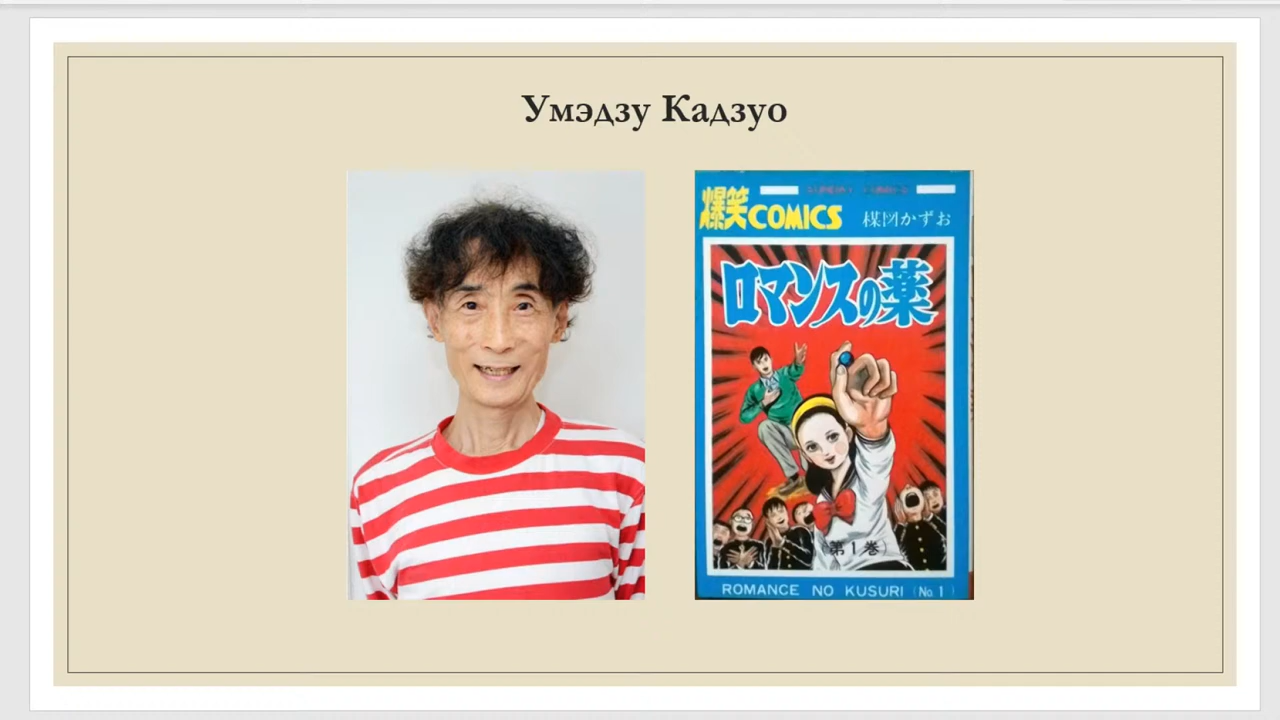 Умэдзу Кадзуо
爆笑COMICS
楳図かずお
ロマンスの薬
(第1巻)
ROMANCE NO KUSURI (No.1)